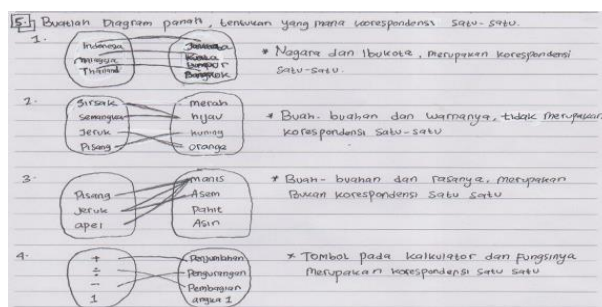 5. Buatlah Diagram panah, tentukan yang mana korespondensi satu-satu.
1.
Indonesia
Malaysia
Thailand
Jakarta
Kuala
Lumpur
Bangkok
* Nagara dan Ibukota, merupakan korespondensi
satu-satu.
2.
Sirsak
Semangka
Jeruk
Pisang
merah
hijau
kuning
orange
* Buah-buahan dan warnanya, tidak merupakan
korespondensi satu-satu
3.
Pisang
Jeruk
apel
manis
Asem
Pahit
Asin
* Buah-buahan dan rasanya, merupakan
Bukan korespondensi satu satu
4.
+
÷
-
1
Penjumlahan
Pengurangan
Pembagian
angka 1
* Tombol pada kalkulator dan fungsinya
Merupakan korespondensi satu satu